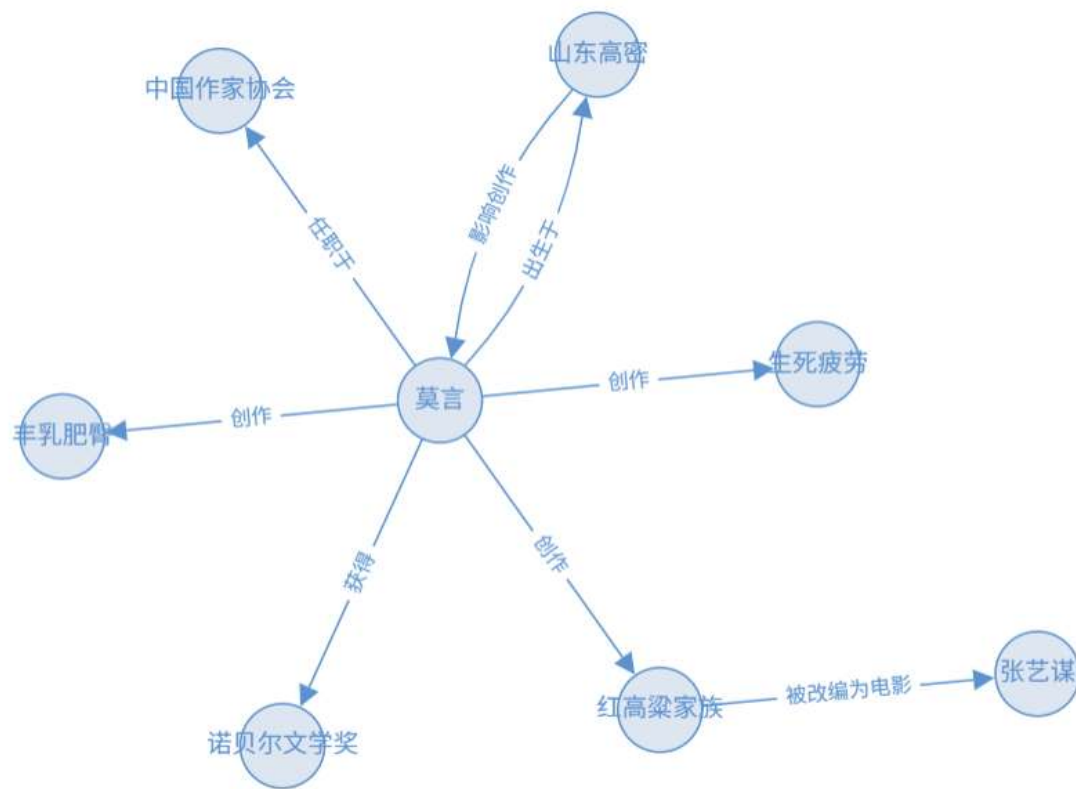 山东高密
中国作家协会
影响创作
出生于
任职于
生死疲劳
创作
莫言
创作
丰乳肥臀
创作
获得
张艺谋
被改编为电影
红高粱家族
诺贝尔文学奖